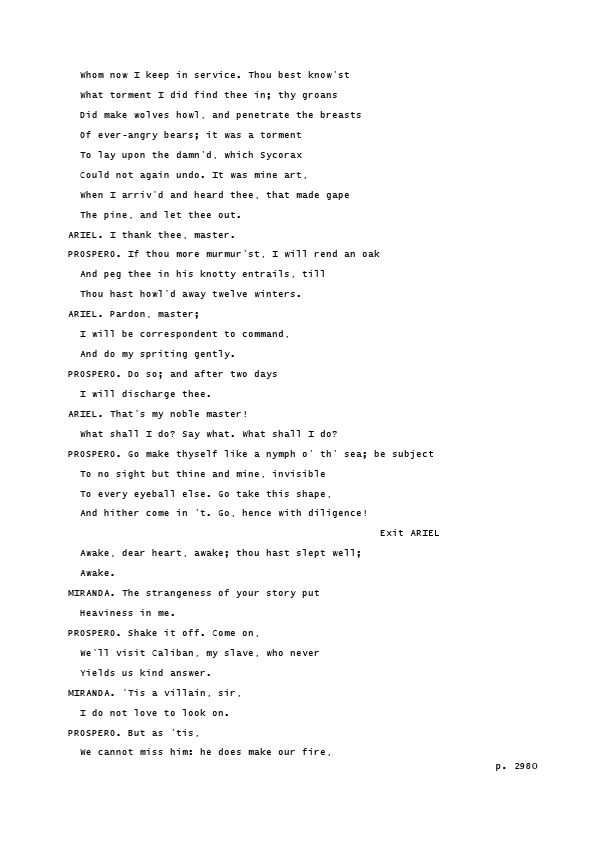 Whom now I keep in service. Thou best know'st
What torment I did find thee in; thy groans
Did make wolves howl, and penetrate the breasts
Of ever-angry bears; it was a torment
To lay upon the damn'd, which Sycorax
Could not again undo. It was mine art,
When I arriv'd and heard thee, that made gape
The pine, and let thee out.
ARIEL. I thank thee, master.
PROSPERO. If thou more murmur'st, I will rend an oak
And peg thee in his knotty entrails, till
Thou hast howl'd away twelve winters.
ARIEL. Pardon, master;
I will be correspondent to command,
And do my spriting gently.
PROSPERO. Do so; and after two days
I will discharge thee.
ARIEL. That's my noble master!
What shall I do? Say what. What shall I do?
PROSPERO. Go make thyself like a nymph o' th' sea; be subject
To no sight but thine and mine, invisible
To every eyeball else. Go take this shape,
And hither come in 't. Go, hence with diligence!
Exit ARIEL
Awake, dear heart, awake; thou hast slept well;
Awake.
MIRANDA. The strangeness of your story put
Heaviness in me.
PROSPERO. Shake it off. Come on,
We'll visit Caliban, my slave, who never
Yields us kind answer.
MIRANDA. 'Tis a villain, sir,
I do not love to look on.
PROSPERO. But as 'tis,
We cannot miss him: he does make our fire,
p. 2980